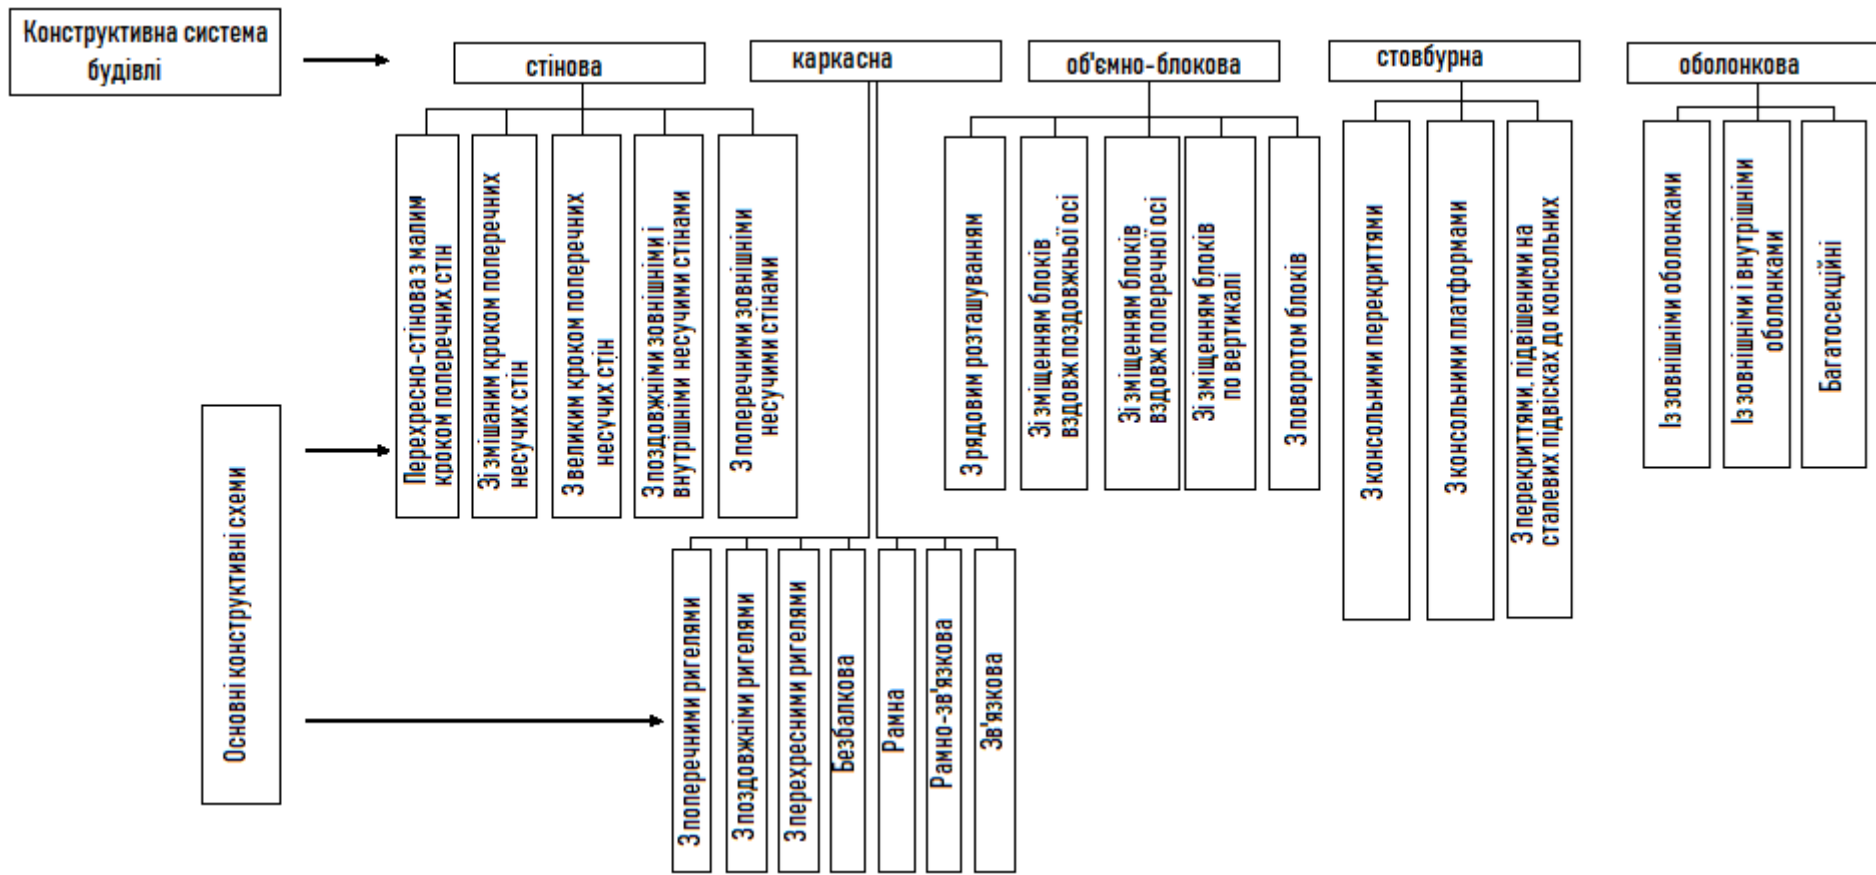 Конструктивна система
будівлі
стінова
каркасна
об'ємно-блокова
стовбурна
оболонкова
Основні конструктивні схеми
Перехресно-стінова з малим
кроком поперечних стін
Зі змішаним кроком поперечних
несучих стін
З великим кроком поперечних
несучих стін
З поздовжніми зовнішніми і
внутрішніми несучими стінами
З поперечними зовнішніми
несучими стінами
З поперечними ригелями
З поздовжніми ригелями
З перехресними ригелями
Безбалкова
Рамна
Рамно-зв'язкова
Зв'язкова
З рядовим розташуванням
Зі зміщенням блоків
вздовж поздовжньої осі
Зі зміщенням блоків
вздовж поперечної осі
Зі зміщенням блоків
по вертикалі
З поворотом блоків
З консольними перекриттями
З консольними платформами
З перекриттями, підвішеними на
сталевих підвісках до консольних
Із зовнішніми оболонками
Із зовнішніми і внутрішніми
оболонками
Багатосекційні